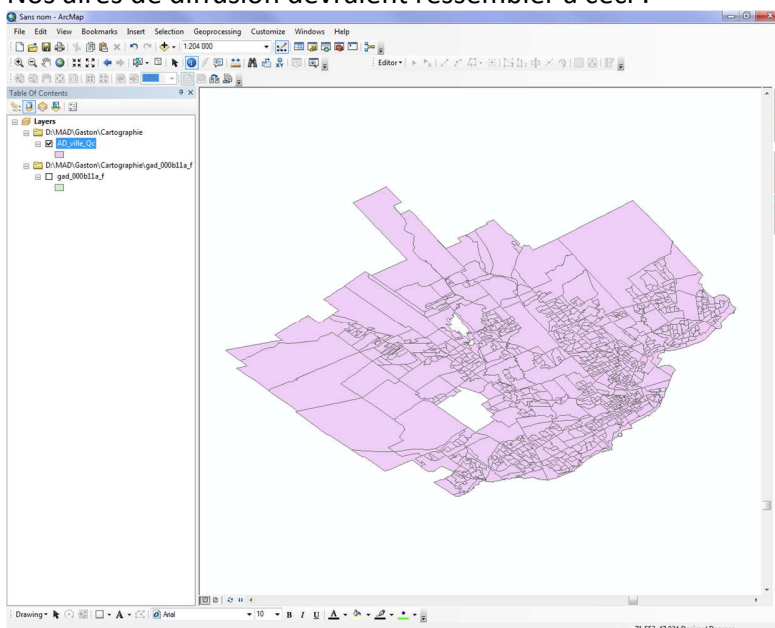 Nos aires de diffusion devraient ressembler à ceci :
Sans nom - ArcMap
File Edit View Bookmarks Insert Selection Geoprocessing Customize Windows Help
1:204 000
Editor
Table Of Contents
Layers
D:\MAD\Gaston\Cartographie
AD_ville_Qc
D:\MAD\Gaston\Cartographie\gad_000b11a_f
gad_000b11a_f
Drawing A Arial 10 B I U A